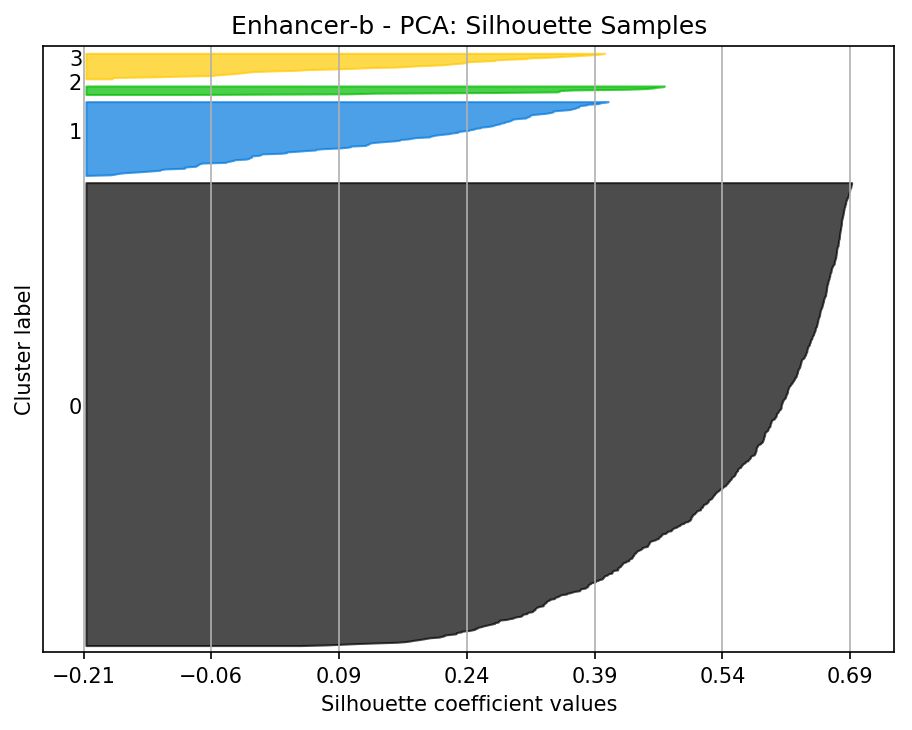 Enhancer-b - PCA: Silhouette Samples
3
2
1
0
Cluster label
−0.21 −0.06 0.09 0.24 0.39 0.54 0.69
Silhouette coefficient values